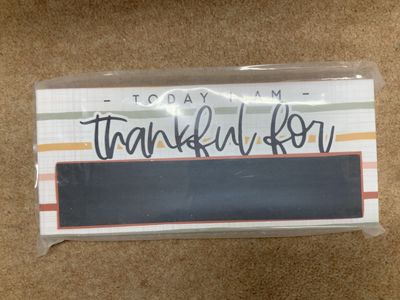 - TODAY I AM -
thankful for